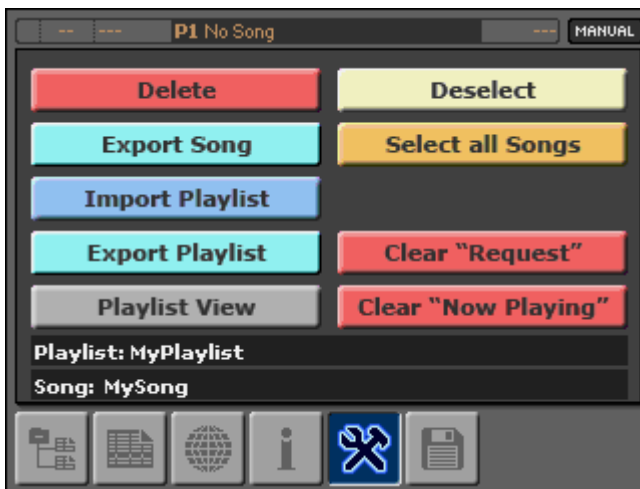 -- --- P1 No Song --- MANUAL
Delete Deselect
Export Song Select all Songs
Import Playlist
Export Playlist Clear “Request”
Playlist View Clear “Now Playing”
Playlist: MyPlaylist
Song: MySong